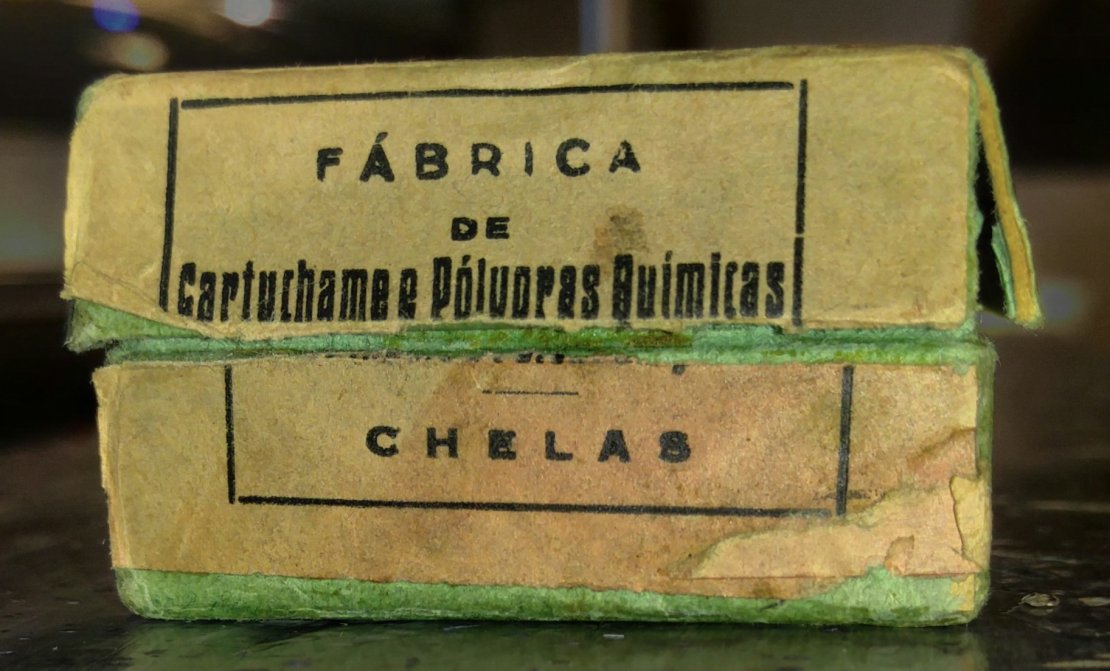 FÁBRICA
DE
Cartuchame e Pólvoras Químicas
CHELAS